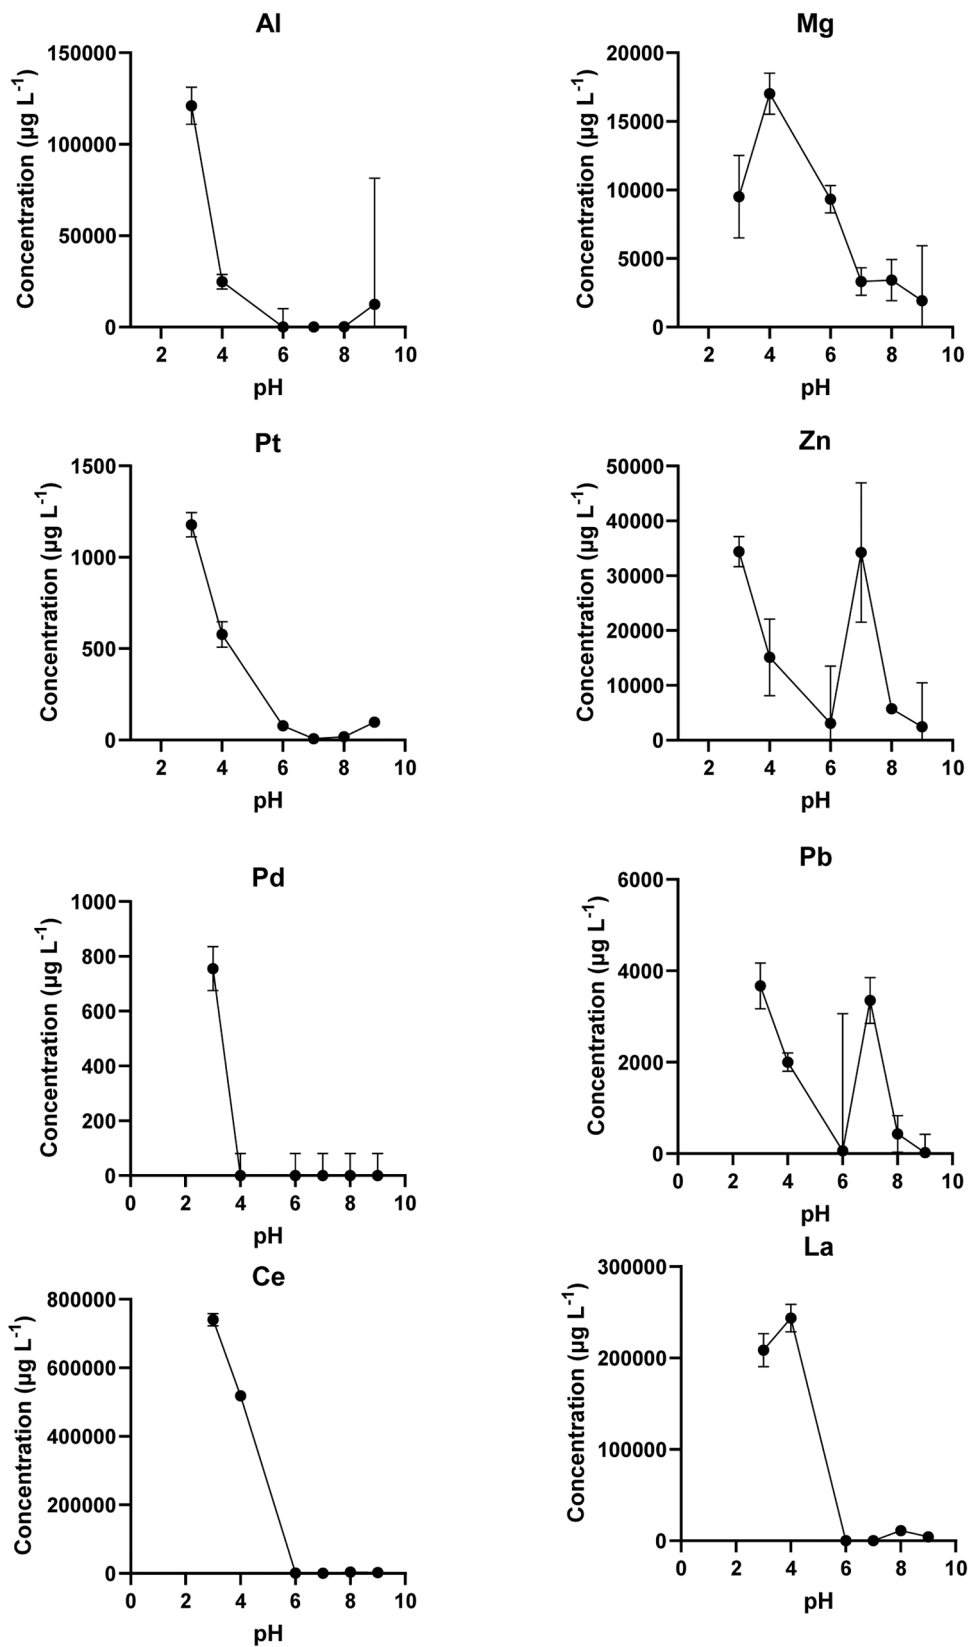 Al
Concentration (µg L⁻¹)
150000
100000
50000
0
2 4 6 8 10
pH
Mg
Concentration (µg L⁻¹)
20000
15000
10000
5000
0
2 4 6 8 10
pH
Pt
Concentration (µg L⁻¹)
1500
1000
500
0
2 4 6 8 10
pH
Zn
Concentration (µg L⁻¹)
50000
40000
30000
20000
10000
0
2 4 6 8 10
pH
Pd
Concentration (µg L⁻¹)
1000
800
600
400
200
0
0 2 4 6 8 10
pH
Pb
Concentration (µg L⁻¹)
6000
4000
2000
0
0 2 4 6 8 10
pH
Ce
Concentration (µg L⁻¹)
800000
600000
400000
200000
0
0 2 4 6 8 10
pH
La
Concentration (µg L⁻¹)
300000
200000
100000
0
0 2 4 6 8 10
pH